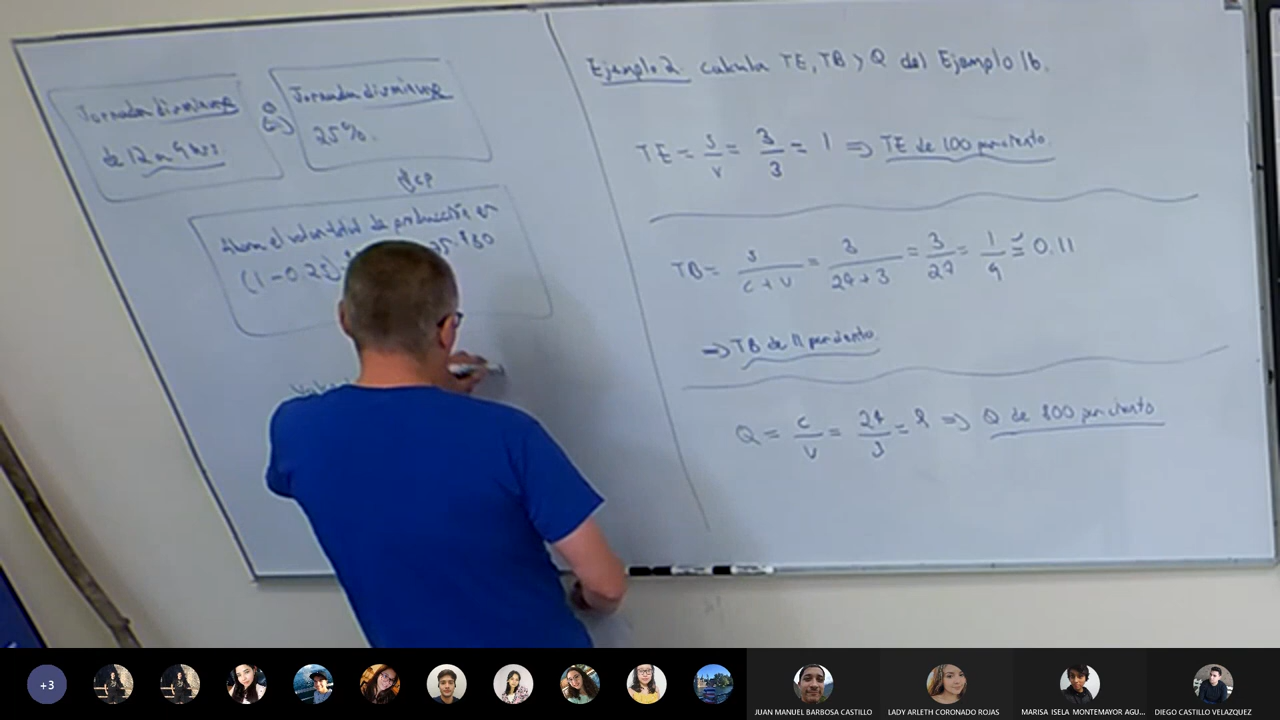 Jornada disminuye
de 12 a 9 hrs
Jornada disminuye
25%.
Ahora el valor total de producción es
(1-0.25)
Ejemplo 2 calcula TE, TB y Q del Ejemplo 1b.
TE = s/v = 3/3 = 1 ⇒ TE de 100 por ciento.
TB = s/(c+v) = 3/(24+3) = 3/27 = 1/9 ≅ 0.11
⇒ TB de 11 por ciento.
Q = c/v = 24/3 = 8 ⇒ Q de 800 por ciento
+3
JUAN MANUEL BARBOSA CASTILLO
LADY ARLETH CORONADO ROJAS
MARISA ISELA MONTEMAYOR AGU...
DIEGO CASTILLO VELAZQUEZ